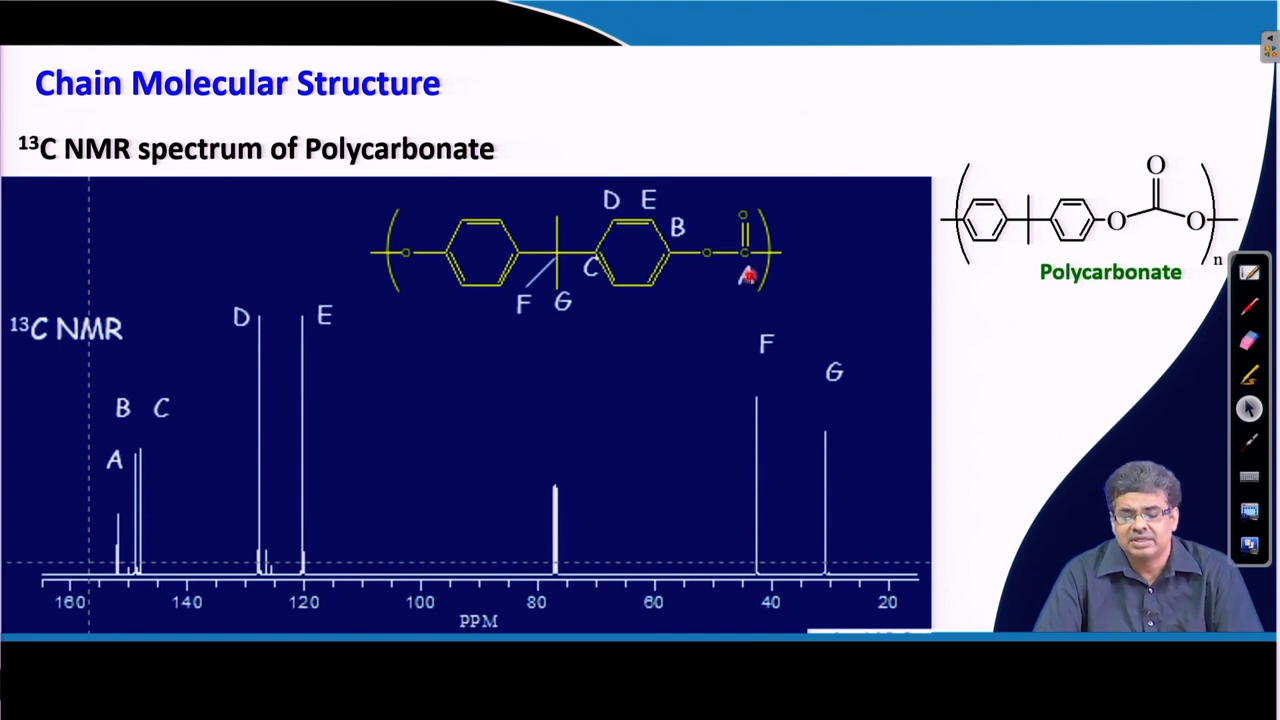 Chain Molecular Structure
¹³C NMR spectrum of Polycarbonate
D E
B
O
O C
O
C
A
F G
O
O O
n
Polycarbonate
¹³C NMR
D E
F
G
B C
A
160 140 120 100 80 60 40 20
PPM